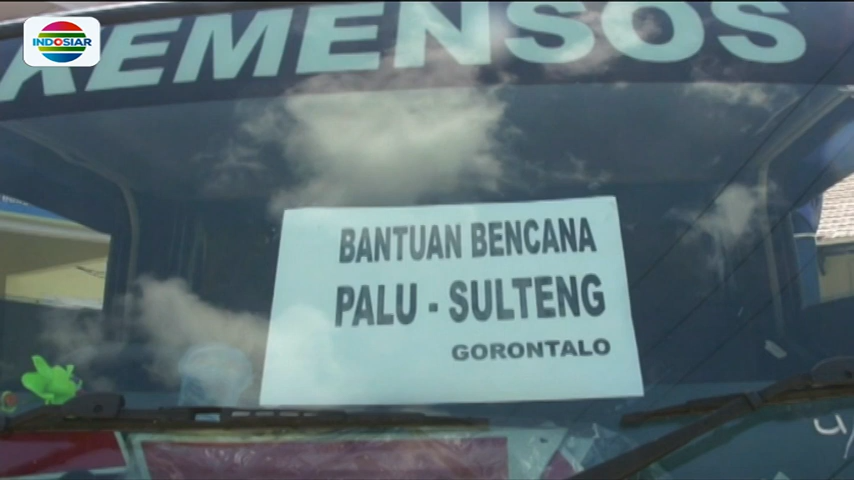 INDOSIAR
KEMENSOS
BANTUAN BENCANA
PALU - SULTENG
GORONTALO